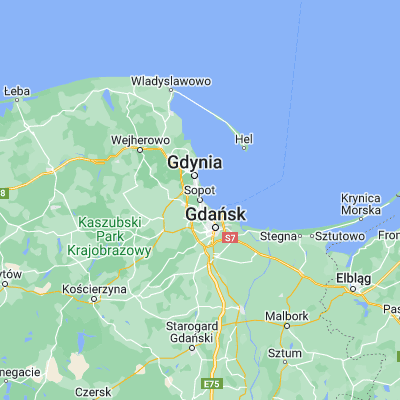 Wladyslawowo
Łeba
Hel
Wejherowo
Gdynia
Sopot
Krynica
Morska
Gdańsk
Kaszubski
Park
Krajobrazowy
S7
Stegna
Sztutowo
Elbląg
Kościerzyna
Malbork
Starogard
Gdański
Sztum
E75
Czersk